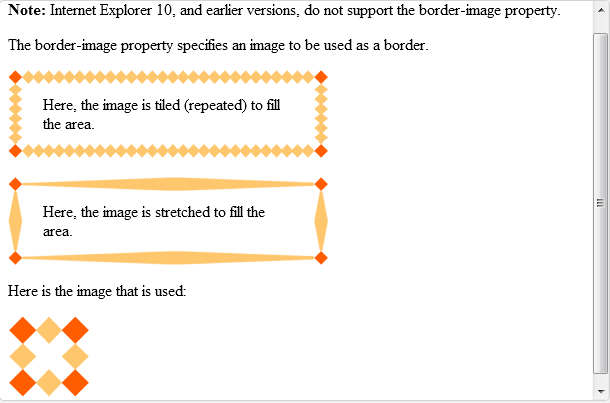 Note: Internet Explorer 10, and earlier versions, do not support the border-image property.
The border-image property specifies an image to be used as a border.
Here, the image is tiled (repeated) to fill
the area.
Here, the image is stretched to fill the
area.
Here is the image that is used: